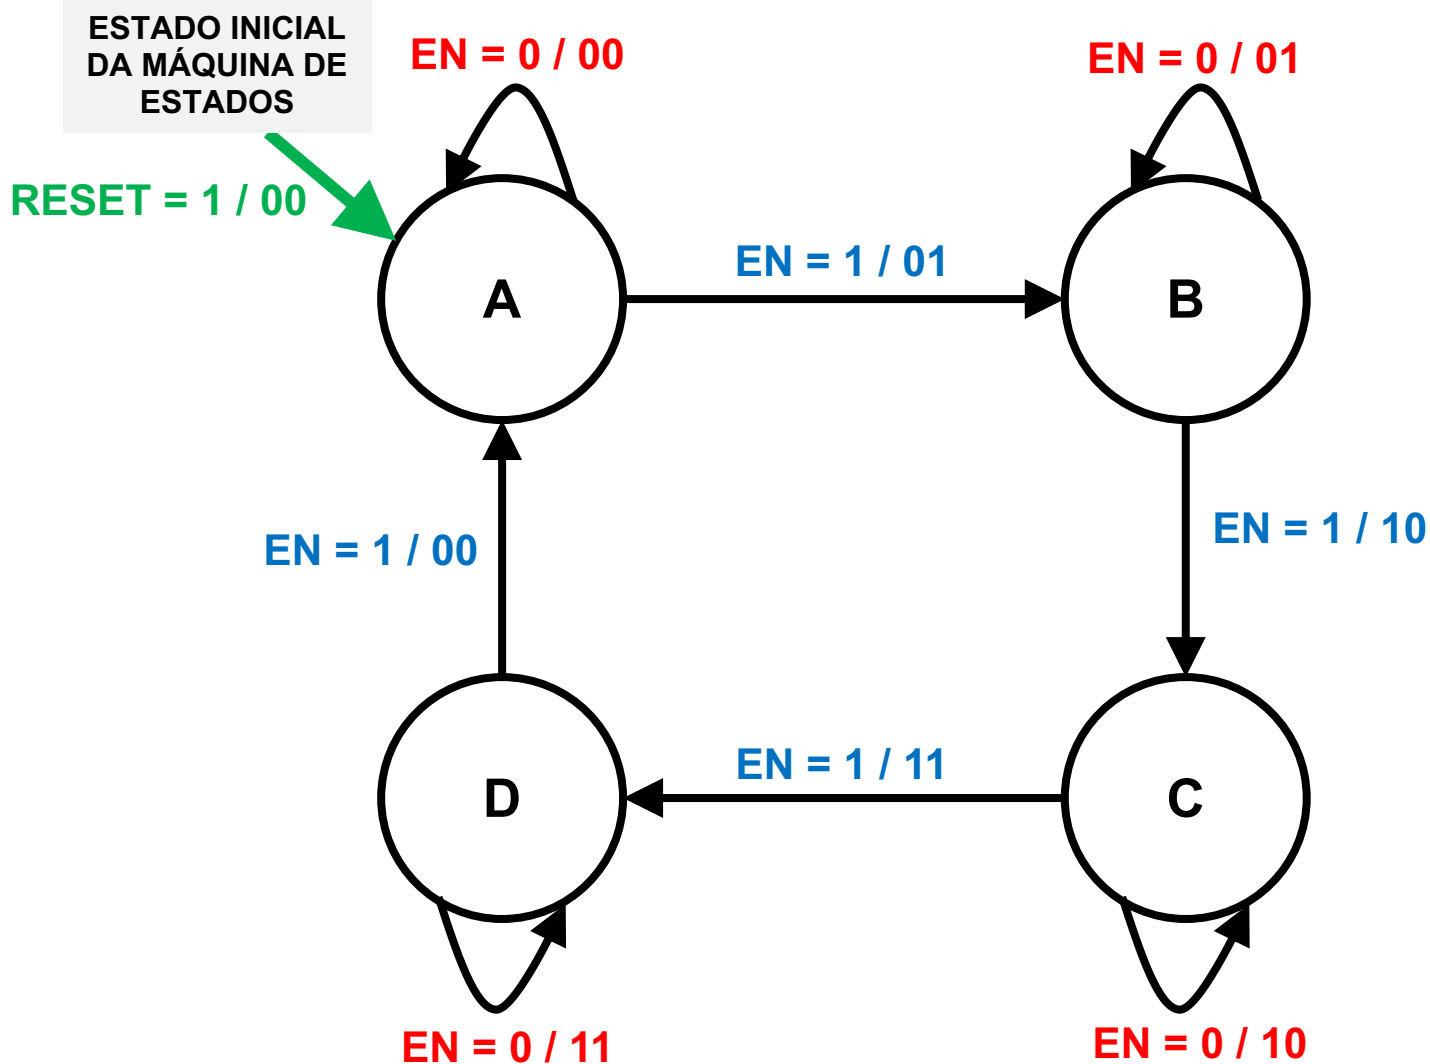 ESTADO INICIAL
DA MÁQUINA DE
ESTADOS
EN = 0 / 00
EN = 0 / 01
RESET = 1 / 00
EN = 1 / 01
A
B
EN = 1 / 00
EN = 1 / 10
EN = 1 / 11
D
C
EN = 0 / 11
EN = 0 / 10